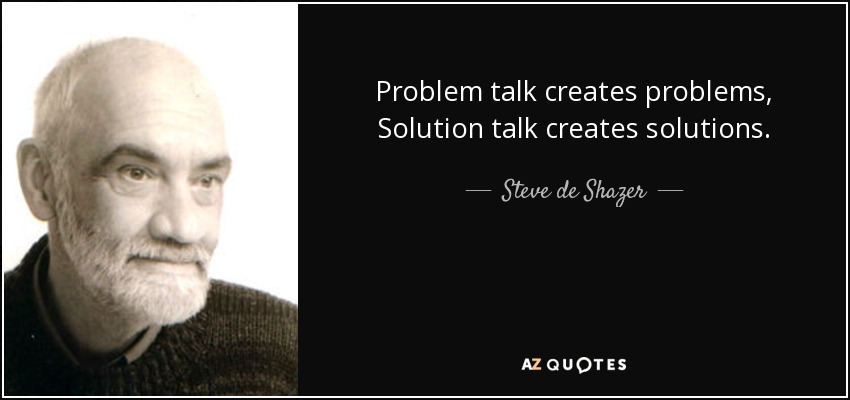 Problem talk creates problems,
Solution talk creates solutions.
Steve de Shazer
AZ QUOTES